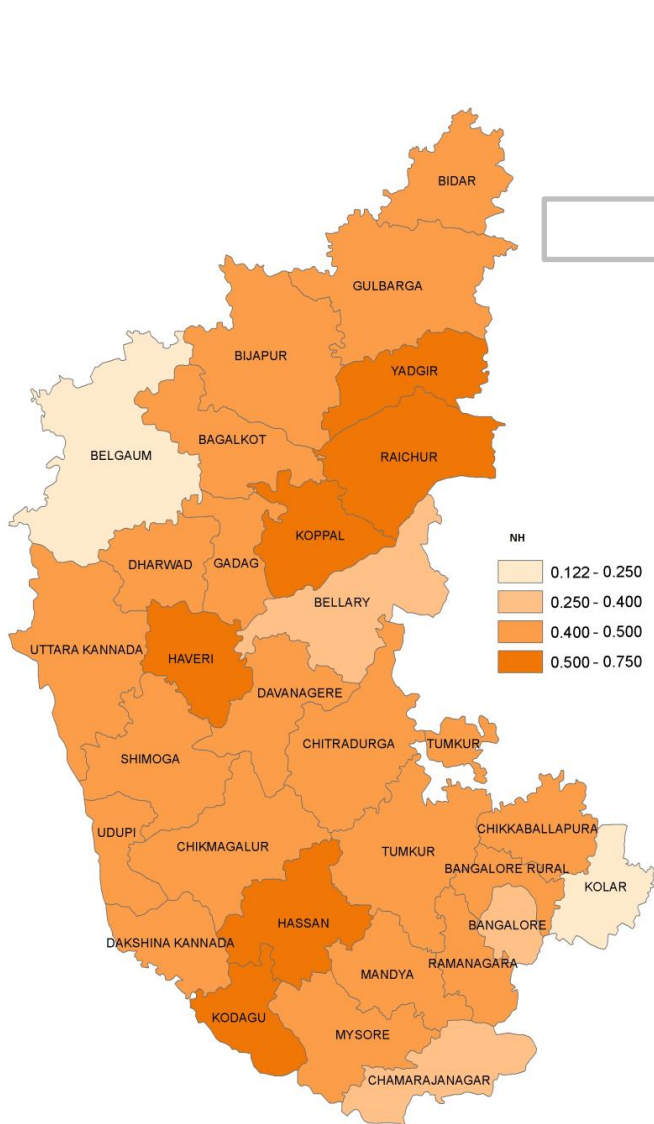 BIDAR
GULBARGA
BIJAPUR
YADGIR
BAGALKOT
BELGAUM
RAICHUR
KOPPAL
NH
DHARWAD
GADAG
0.122 - 0.250
BELLARY
0.250 - 0.400
0.400 - 0.500
UTTARA KANNADA
HAVERI
0.500 - 0.750
DAVANAGERE
CHITRADURGA
TUMKUR
SHIMOGA
UDUPI
CHIKMAGALUR
TUMKUR
CHIKKABALLAPURA
BANGALORE RURAL
KOLAR
HASSAN
BANGALORE
DAKSHINA KANNADA
MANDYA
RAMANAGARA
KODAGU
MYSORE
CHAMARAJANAGAR